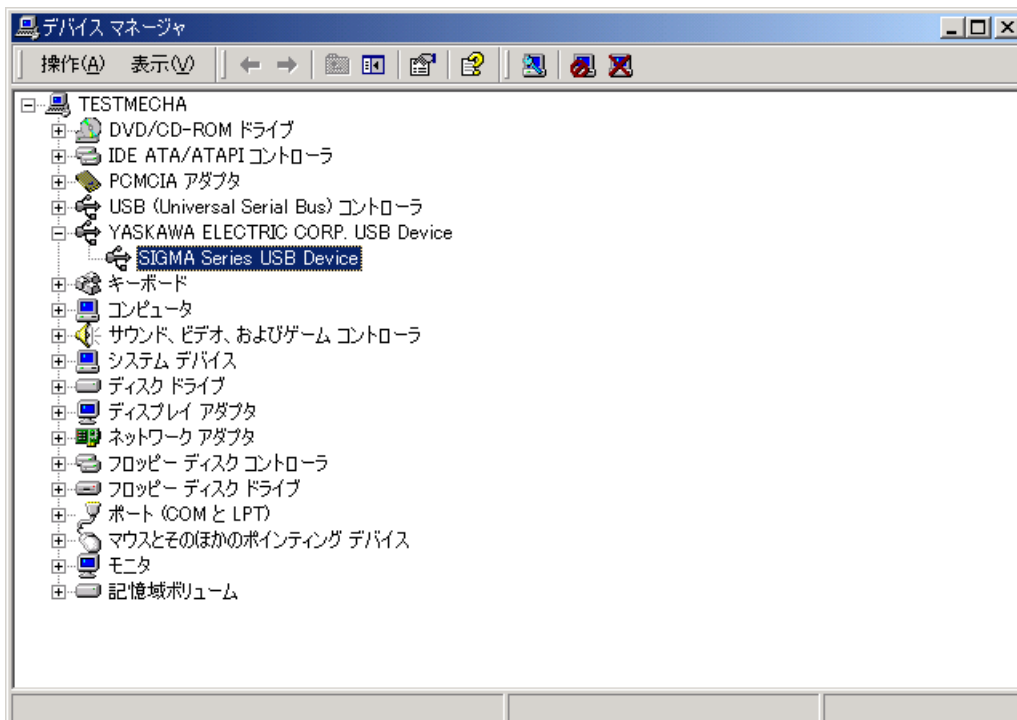 デバイス マネージャ
操作(A) 表示(V)
TESTMECHA
DVD/CD-ROM ドライブ
IDE ATA/ATAPI コントローラ
PCMCIA アダプタ
USB (Universal Serial Bus) コントローラ
YASKAWA ELECTRIC CORP. USB Device
SIGMA Series USB Device
キーボード
コンピュータ
サウンド、ビデオ、およびゲーム コントローラ
システム デバイス
ディスク ドライブ
ディスプレイ アダプタ
ネットワーク アダプタ
フロッピー ディスク コントローラ
フロッピー ディスク ドライブ
ポート (COM と LPT)
マウスとそのほかのポインティング デバイス
モニタ
記憶域ボリューム